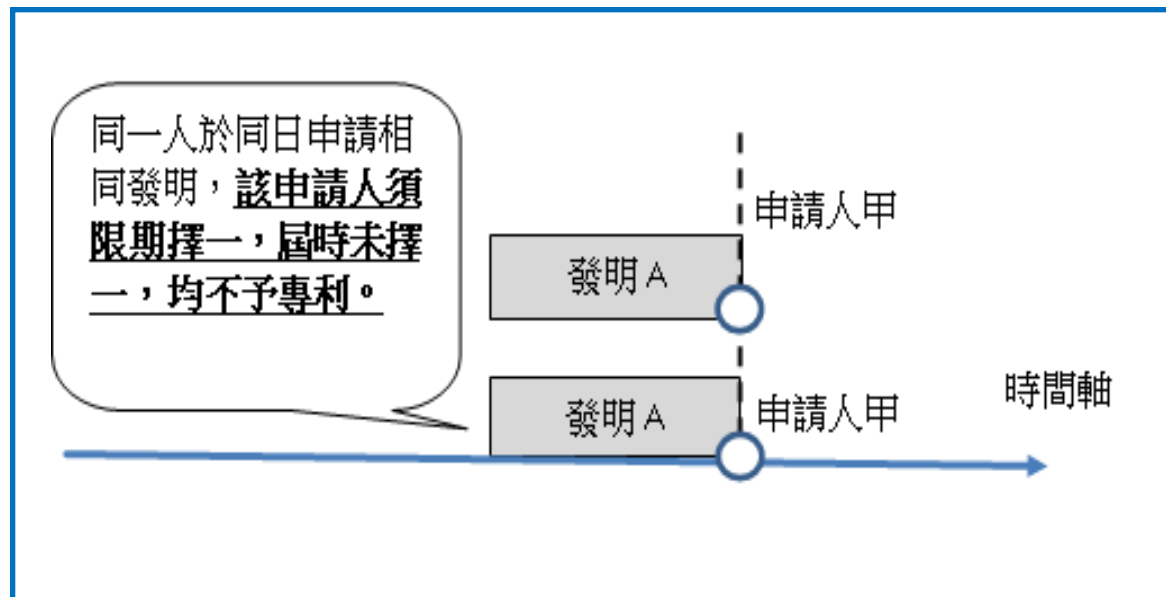 同一人於同日申請相
同發明，該申請人須
限期擇一，屆時未擇
一，均不予專利。
申請人甲
發明 A
發明 A
申請人甲
時間軸